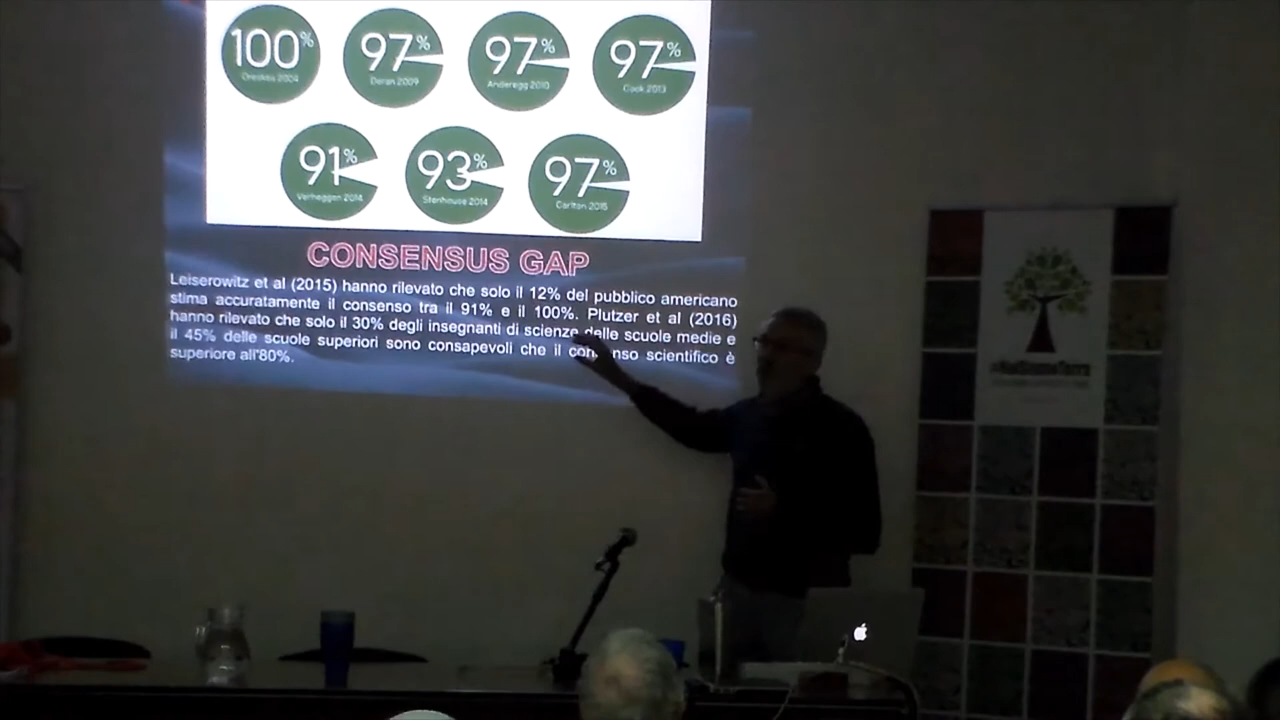 100%
Oreskes 2004
97%
Doran 2009
97%
Anderegg 2010
97%
Cook 2013
91%
Verheggen 2014
93%
Stenhouse 2014
97%
Carlton 2015
CONSENSUS GAP
Leiserowitz et al (2015) hanno rilevato che solo il 12% del pubblico americano
stima accuratamente il consenso tra il 91% e il 100%. Plutzer et al (2016)
hanno rilevato che solo il 30% degli insegnanti di scienze delle scuole medie e
il 45% delle scuole superiori sono consapevoli che il consenso scientifico è
superiore all'80%.
#NoiSiamoTerra